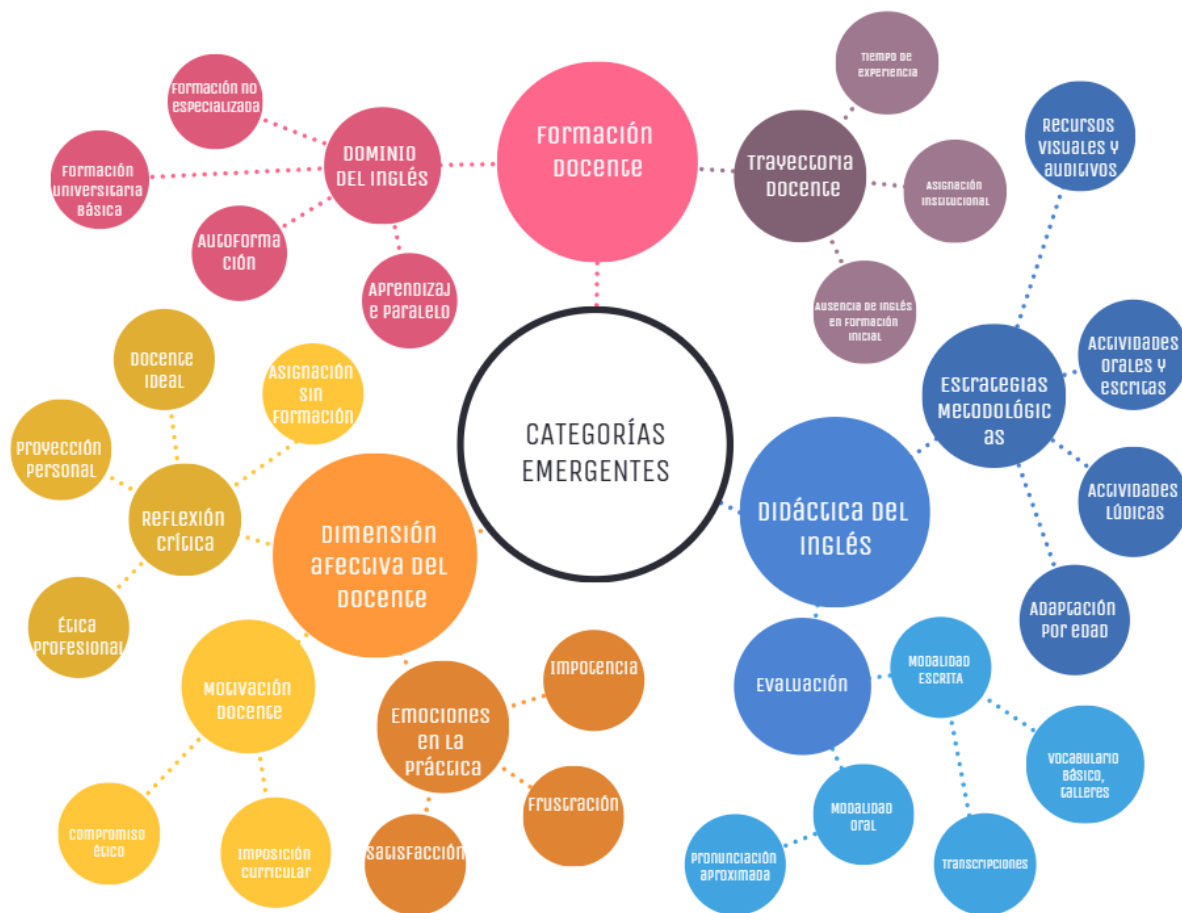 Formación no
especializada
Formación
universitaria
Básica
DOMINIO
DEL INGLÉS
Autoforma
ción
Aprendizaj
e paralelo
Formación
Docente
Trayectoria
Docente
Tiempo de
experiencia
Asignación
institucional
Ausencia de inglés
en formación
inicial
Recursos
visuales y
auditivos
Estrategias
Metodológic
as
Actividades
orales y
escritas
Actividades
lúdicas
Adaptación
por edad
CATEGORÍAS
EMERGENTES
Docente
ideal
Asignación
sin
Formación
Proyección
personal
Reflexión
crítica
Ética
profesional
Dimensión
afectiva del
docente
Didáctica del
inglés
Motivación
docente
Compromiso
ético
Imposición
curricular
Emociones
en la
práctica
Impotencia
Frustración
Satisfacción
Evaluación
Modalidad
ESCRITA
Vocabulario
básico,
talleres
Transcripciones
Modalidad
oral
Pronunciación
aproximada